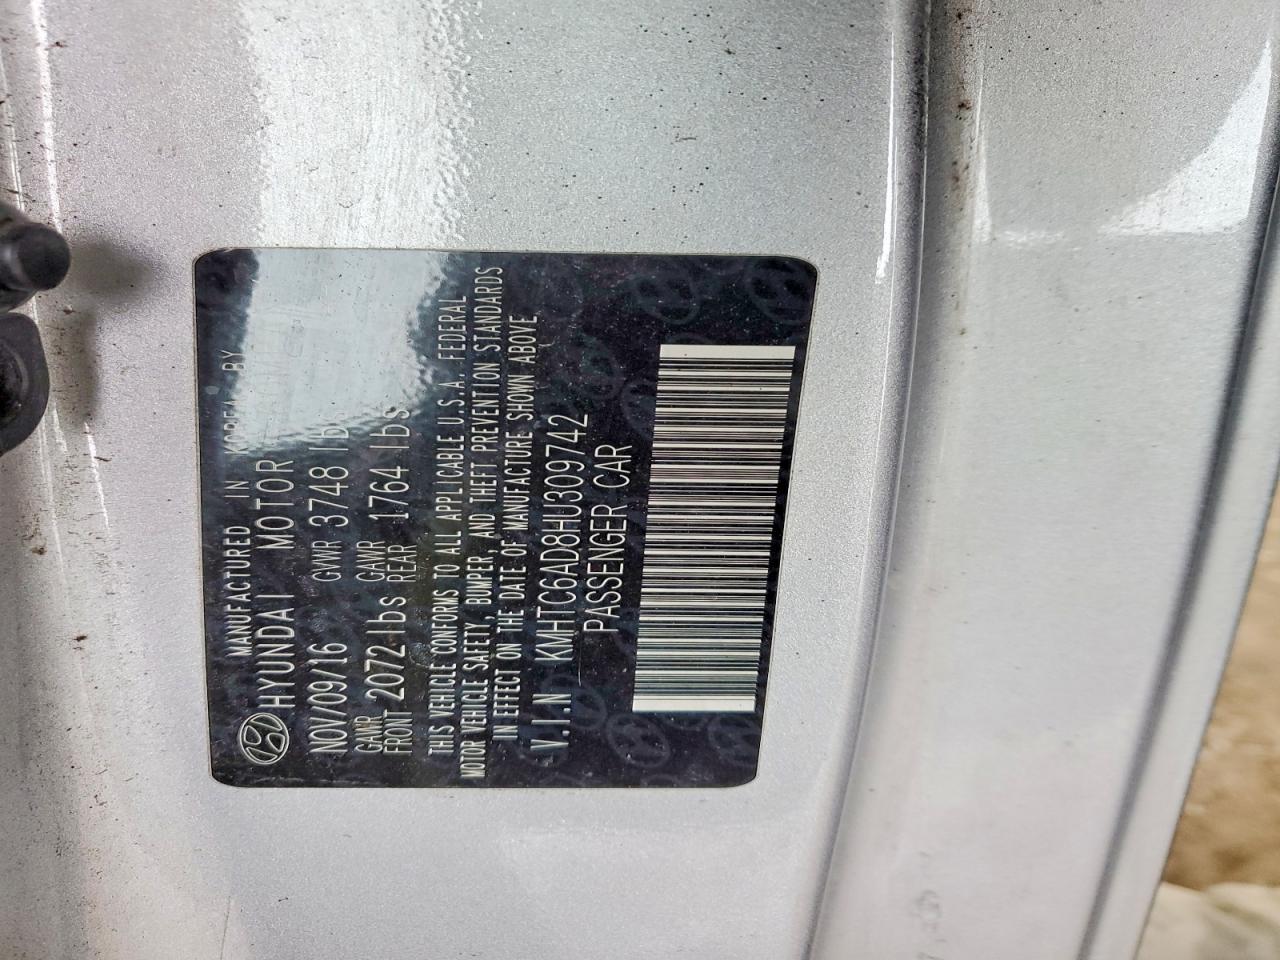 MANUFACTURED IN KOREA BY
HYUNDAI MOTOR
NOV/09/16 GVWR 3748 lbs
GAWR FRONT 2072 lbs GAWR REAR 1764 lbs
THIS VEHICLE CONFORMS TO ALL APPLICABLE U.S.A. FEDERAL
MOTOR VEHICLE SAFETY, BUMPER, AND THEFT PREVENTION STANDARDS
IN EFFECT ON THE DATE OF MANUFACTURE SHOWN ABOVE.
V.I.N KMHTC6AD8HU309742
PASSENGER CAR